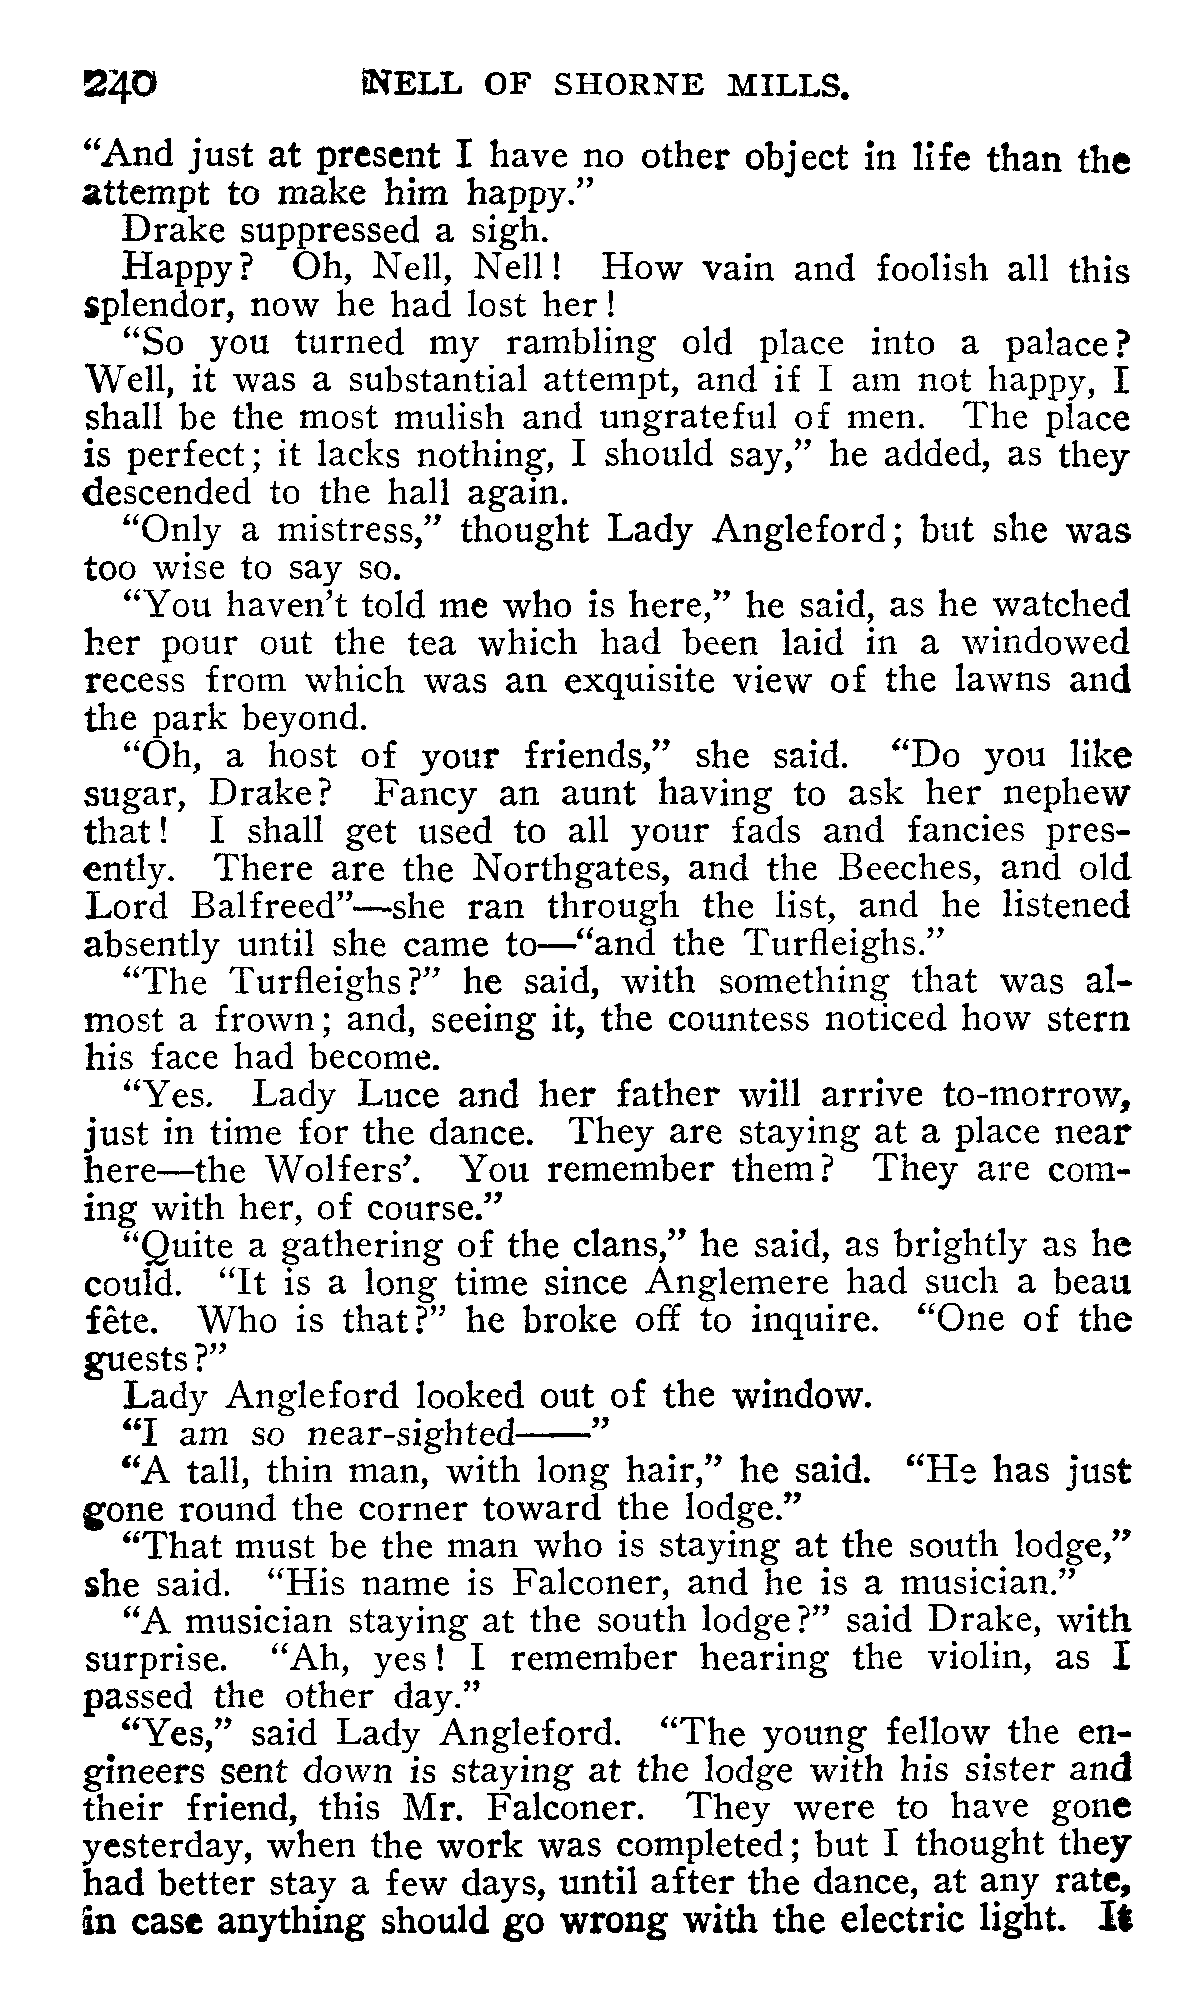 240 NELL OF SHORNE MILLS.
“And just at present I have no other object in life than the
attempt to make him happy.”
Drake suppressed a sigh.
Happy? Oh, Nell, Nell! How vain and foolish all this
splendor, now he had lost her!
“So you turned my rambling old place into a palace?
Well, it was a substantial attempt, and if I am not happy, I
shall be the most mulish and ungrateful of men. The place
is perfect; it lacks nothing, I should say,” he added, as they
descended to the hall again.
“Only a mistress,” thought Lady Angleford; but she was
too wise to say so.
“You haven’t told me who is here,” he said, as he watched
her pour out the tea which had been laid in a windowed
recess from which was an exquisite view of the lawns and
the park beyond.
“Oh, a host of your friends,” she said. “Do you like
sugar, Drake? Fancy an aunt having to ask her nephew
that! I shall get used to all your fads and fancies pres-
ently. There are the Northgates, and the Beeches, and old
Lord Balfreed”—she ran through the list, and he listened
absently until she came to—“and the Turfleighs.”
“The Turfleighs?” he said, with something that was al-
most a frown; and, seeing it, the countess noticed how stern
his face had become.
“Yes. Lady Luce and her father will arrive to-morrow,
just in time for the dance. They are staying at a place near
here—the Wolfers’. You remember them? They are com-
ing with her, of course.”
“Quite a gathering of the clans,” he said, as brightly as he
could. “It is a long time since Anglemere had such a beau
fête. Who is that?” he broke off to inquire. “One of the
guests?”
Lady Angleford looked out of the window.
“I am so near-sighted——”
“A tall, thin man, with long hair,” he said. “He has just
gone round the corner toward the lodge.”
“That must be the man who is staying at the south lodge,”
she said. “His name is Falconer, and he is a musician.”
“A musician staying at the south lodge?” said Drake, with
surprise. “Ah, yes! I remember hearing the violin, as I
passed the other day.”
“Yes,” said Lady Angleford. “The young fellow the en-
gineers sent down is staying at the lodge with his sister and
their friend, this Mr. Falconer. They were to have gone
yesterday, when the work was completed; but I thought they
had better stay a few days, until after the dance, at any rate,
in case anything should go wrong with the electric light. It